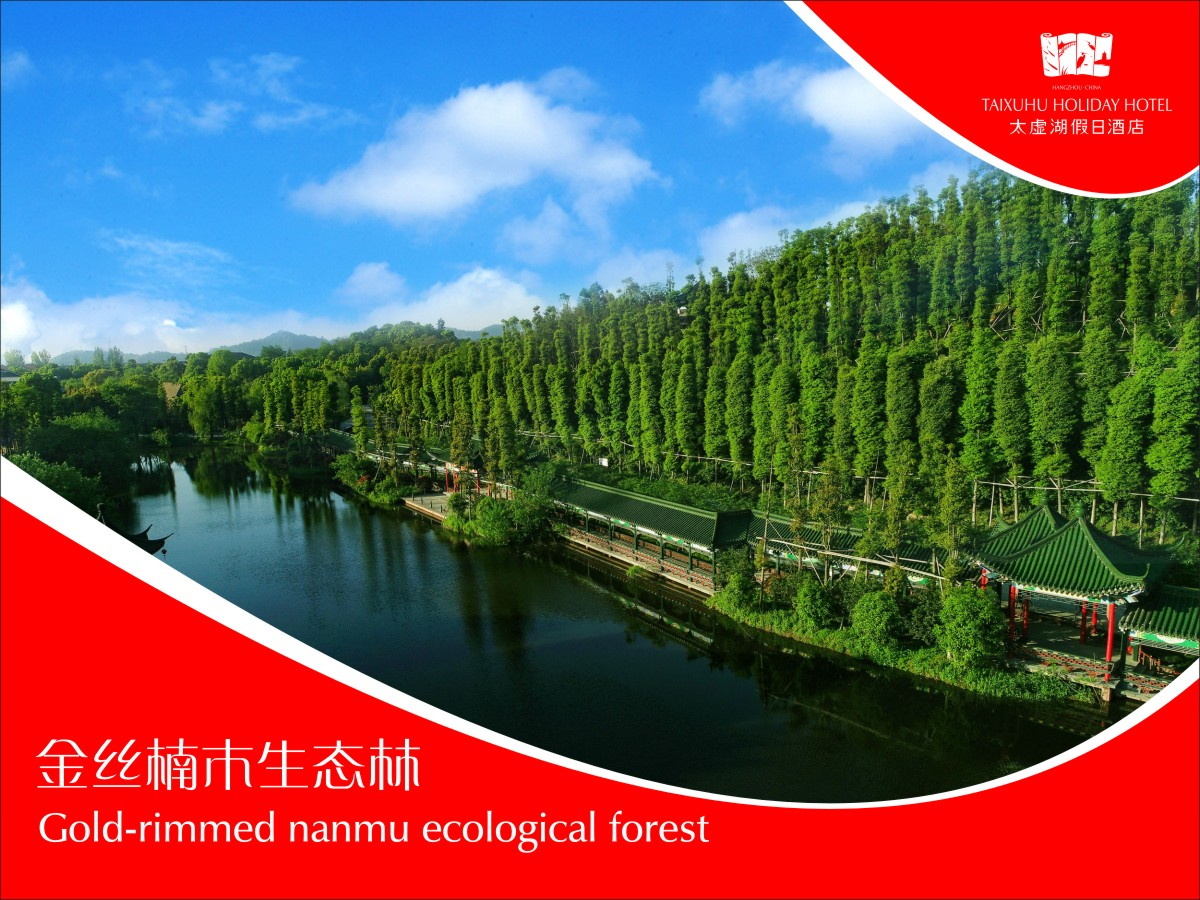 HANGZHOU·CHINA
TAIXUHU HOLIDAY HOTEL
太虚湖假日酒店
金丝楠木生态林
Gold-rimmed nanmu ecological forest